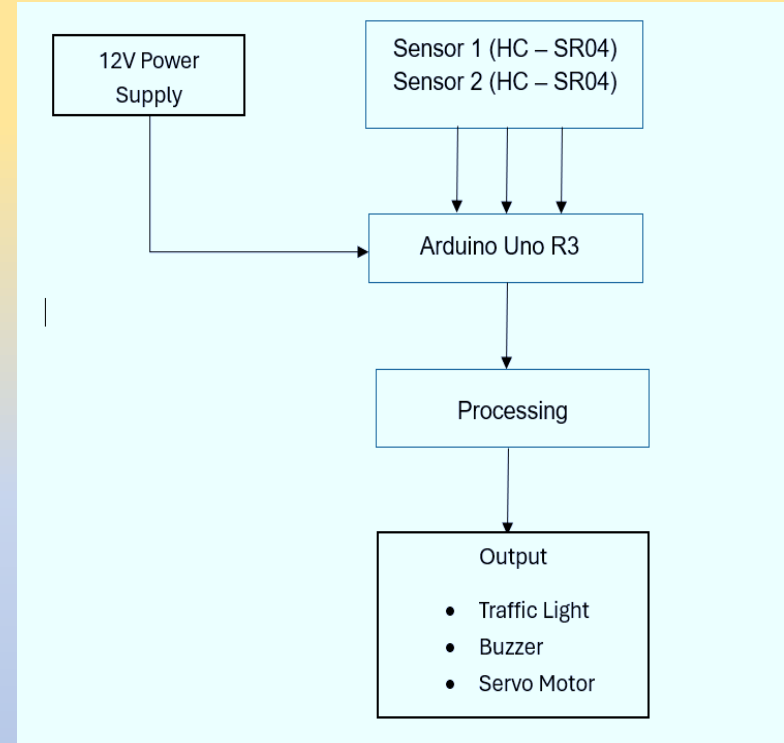 12V Power
Supply
Sensor 1 (HC – SR04)
Sensor 2 (HC – SR04)
Arduino Uno R3
Processing
Output
● Traffic Light
● Buzzer
● Servo Motor